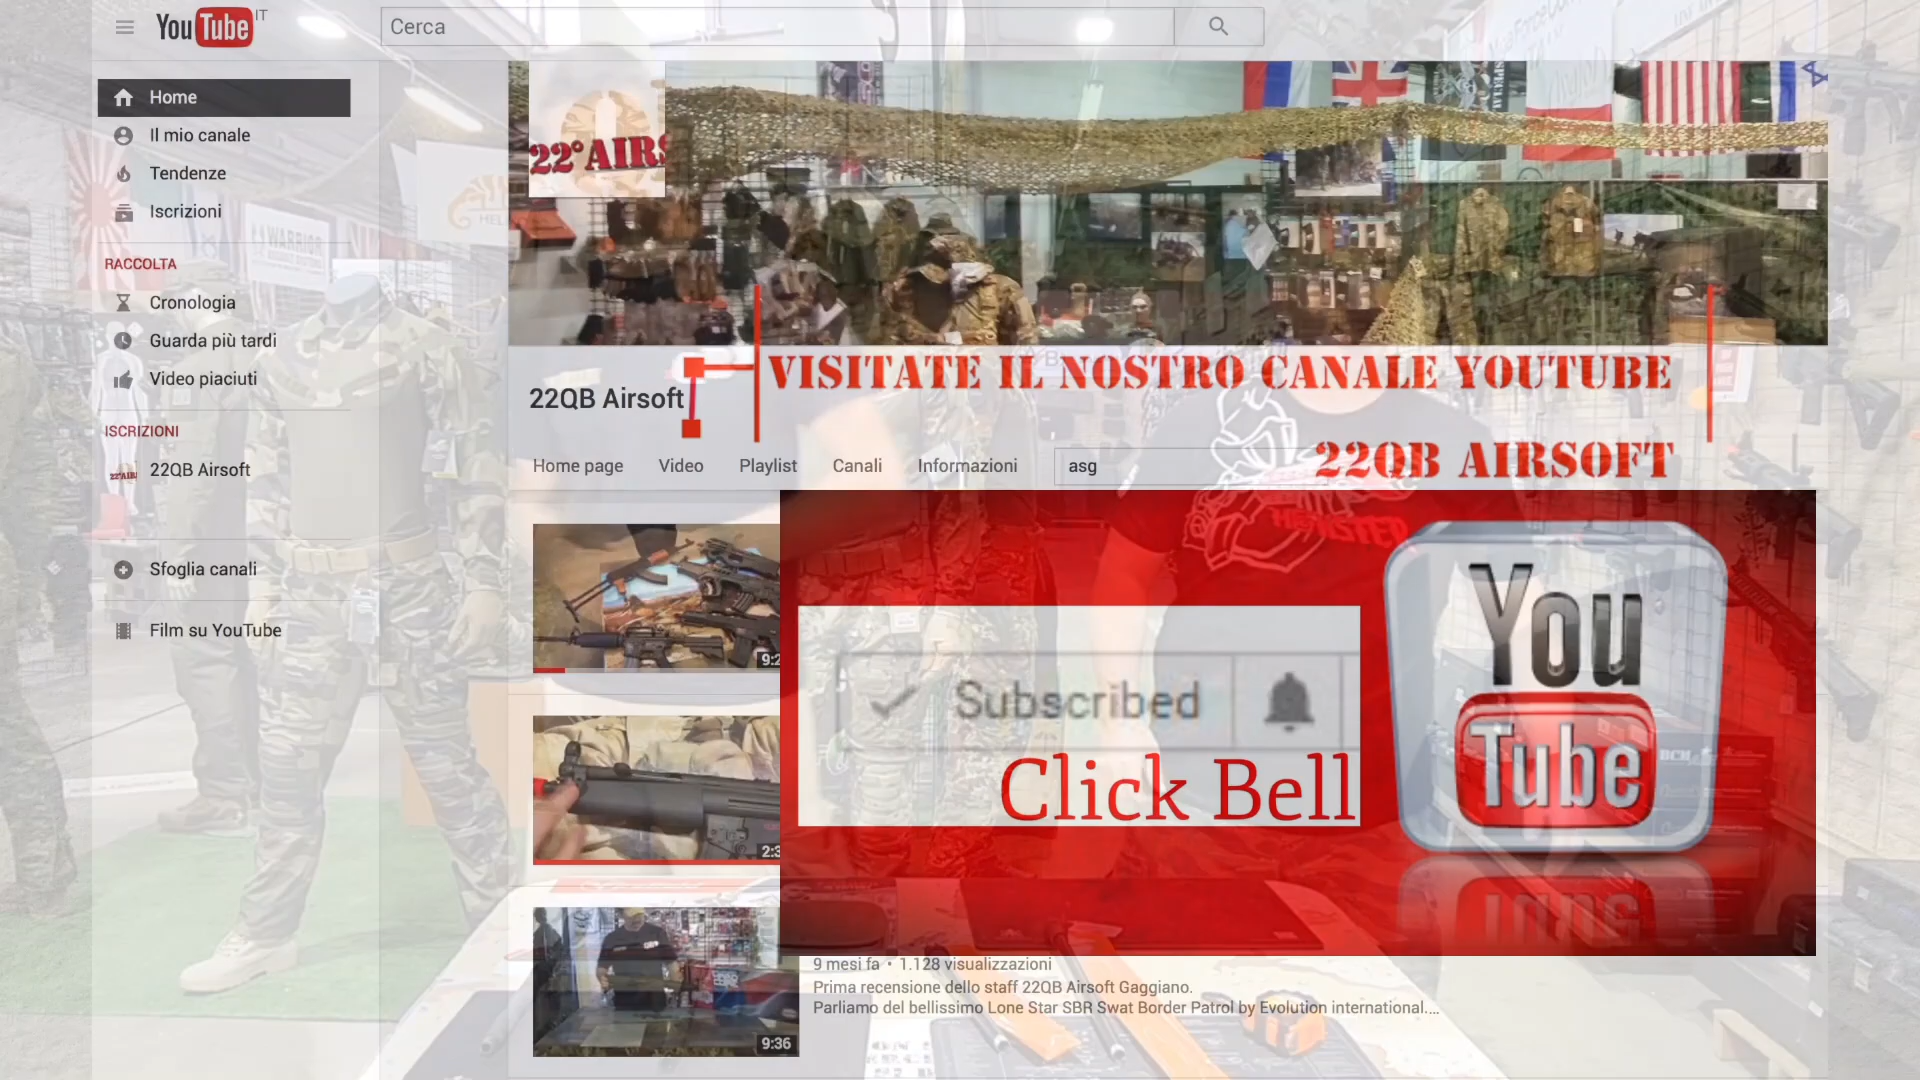 YouTube IT
Cerca
Home
Il mio canale
Tendenze
Iscrizioni
RACCOLTA
Cronologia
Guarda più tardi
Video piaciuti
ISCRIZIONI
22QB Airsoft
Sfoglia canali
Film su YouTube
22°AIRS
WARRIOR
22QB Airsoft
VISITATE IL NOSTRO CANALE YOUTUBE
22QB AIRSOFT
Home page
Video
Playlist
Canali
Informazioni
asg
Subscribed
Click Bell
You
Tube
9:36
9 mesi fa • 1.128 visualizzazioni
Prima recensione dello staff 22QB Airsoft Gaggiano.
Parliamo del bellissimo Lone Star SBR Swat Border Patrol by Evolution international....